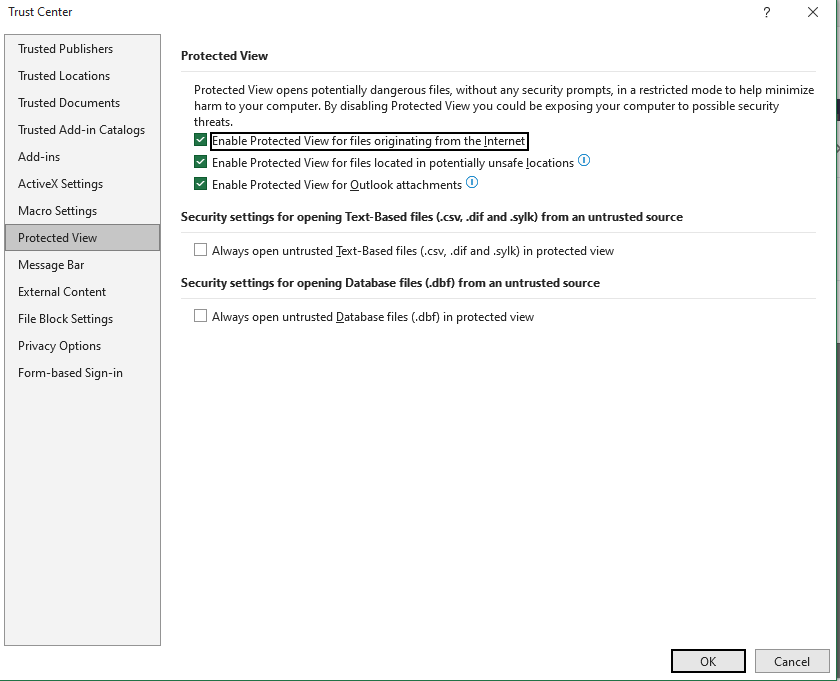 Trust Center
?
Trusted Publishers
Trusted Locations
Trusted Documents
Trusted Add-in Catalogs
Add-ins
ActiveX Settings
Macro Settings
Protected View
Message Bar
External Content
File Block Settings
Privacy Options
Form-based Sign-in
Protected View
Protected View opens potentially dangerous files, without any security prompts, in a restricted mode to help minimize
harm to your computer. By disabling Protected View you could be exposing your computer to possible security
threats.
Enable Protected View for files originating from the Internet
Enable Protected View for files located in potentially unsafe locations
Enable Protected View for Outlook attachments
Security settings for opening Text-Based files (.csv, .dif and .sylk) from an untrusted source
Always open untrusted Text-Based files (.csv, .dif and .sylk) in protected view
Security settings for opening Database files (.dbf) from an untrusted source
Always open untrusted Database files (.dbf) in protected view
OK
Cancel